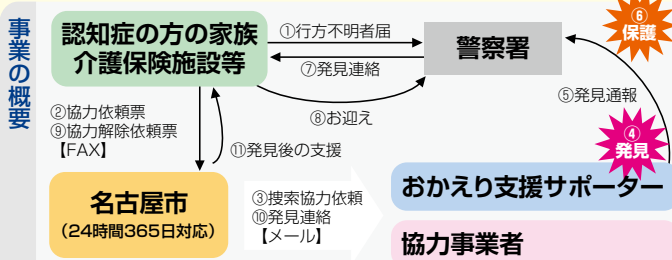 事業の概要
認知症の方の家族
介護保険施設等
①行方不明者届
⑦発見連絡
警察署
⑥
保護
⑧お迎え
⑤発見通報
②協力依頼票
⑨協力解除依頼票
【FAX】
⑪発見後の支援
④
発見
名古屋市
(24時間365日対応)
③捜索協力依頼
⑩発見連絡
【メール】
おかえり支援サポーター
協力事業者